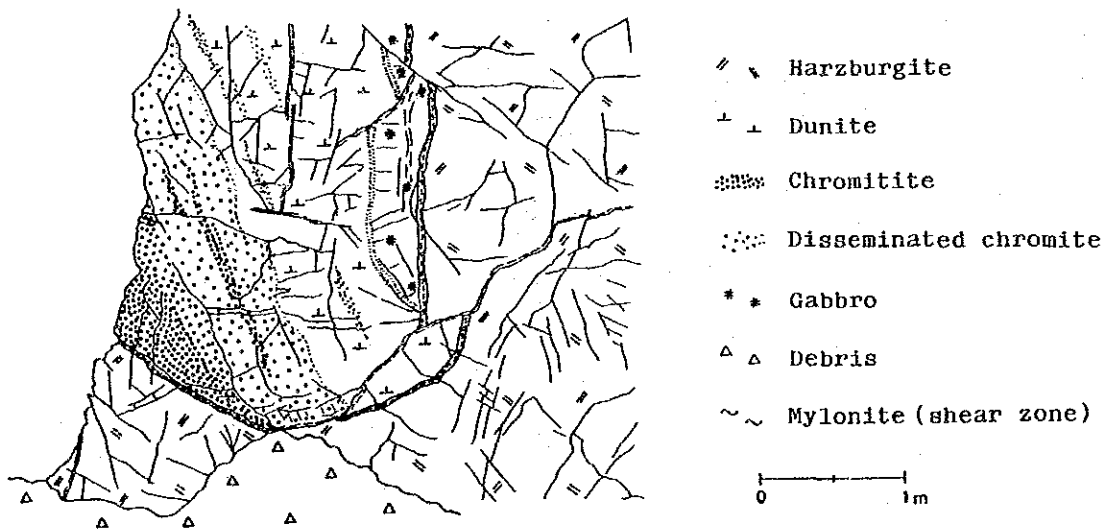 Harzburgite
Dunite
Chromitite
Disseminated chromite
Gabbro
Debris
Mylonite (shear zone)
0 1m